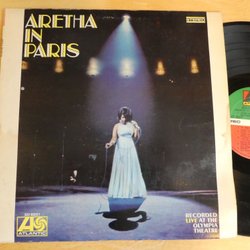 ARETHA
IN
PARIS
ATLANTIC
RECORDED
LIVE AT THE
OLYMPIA
THEATRE